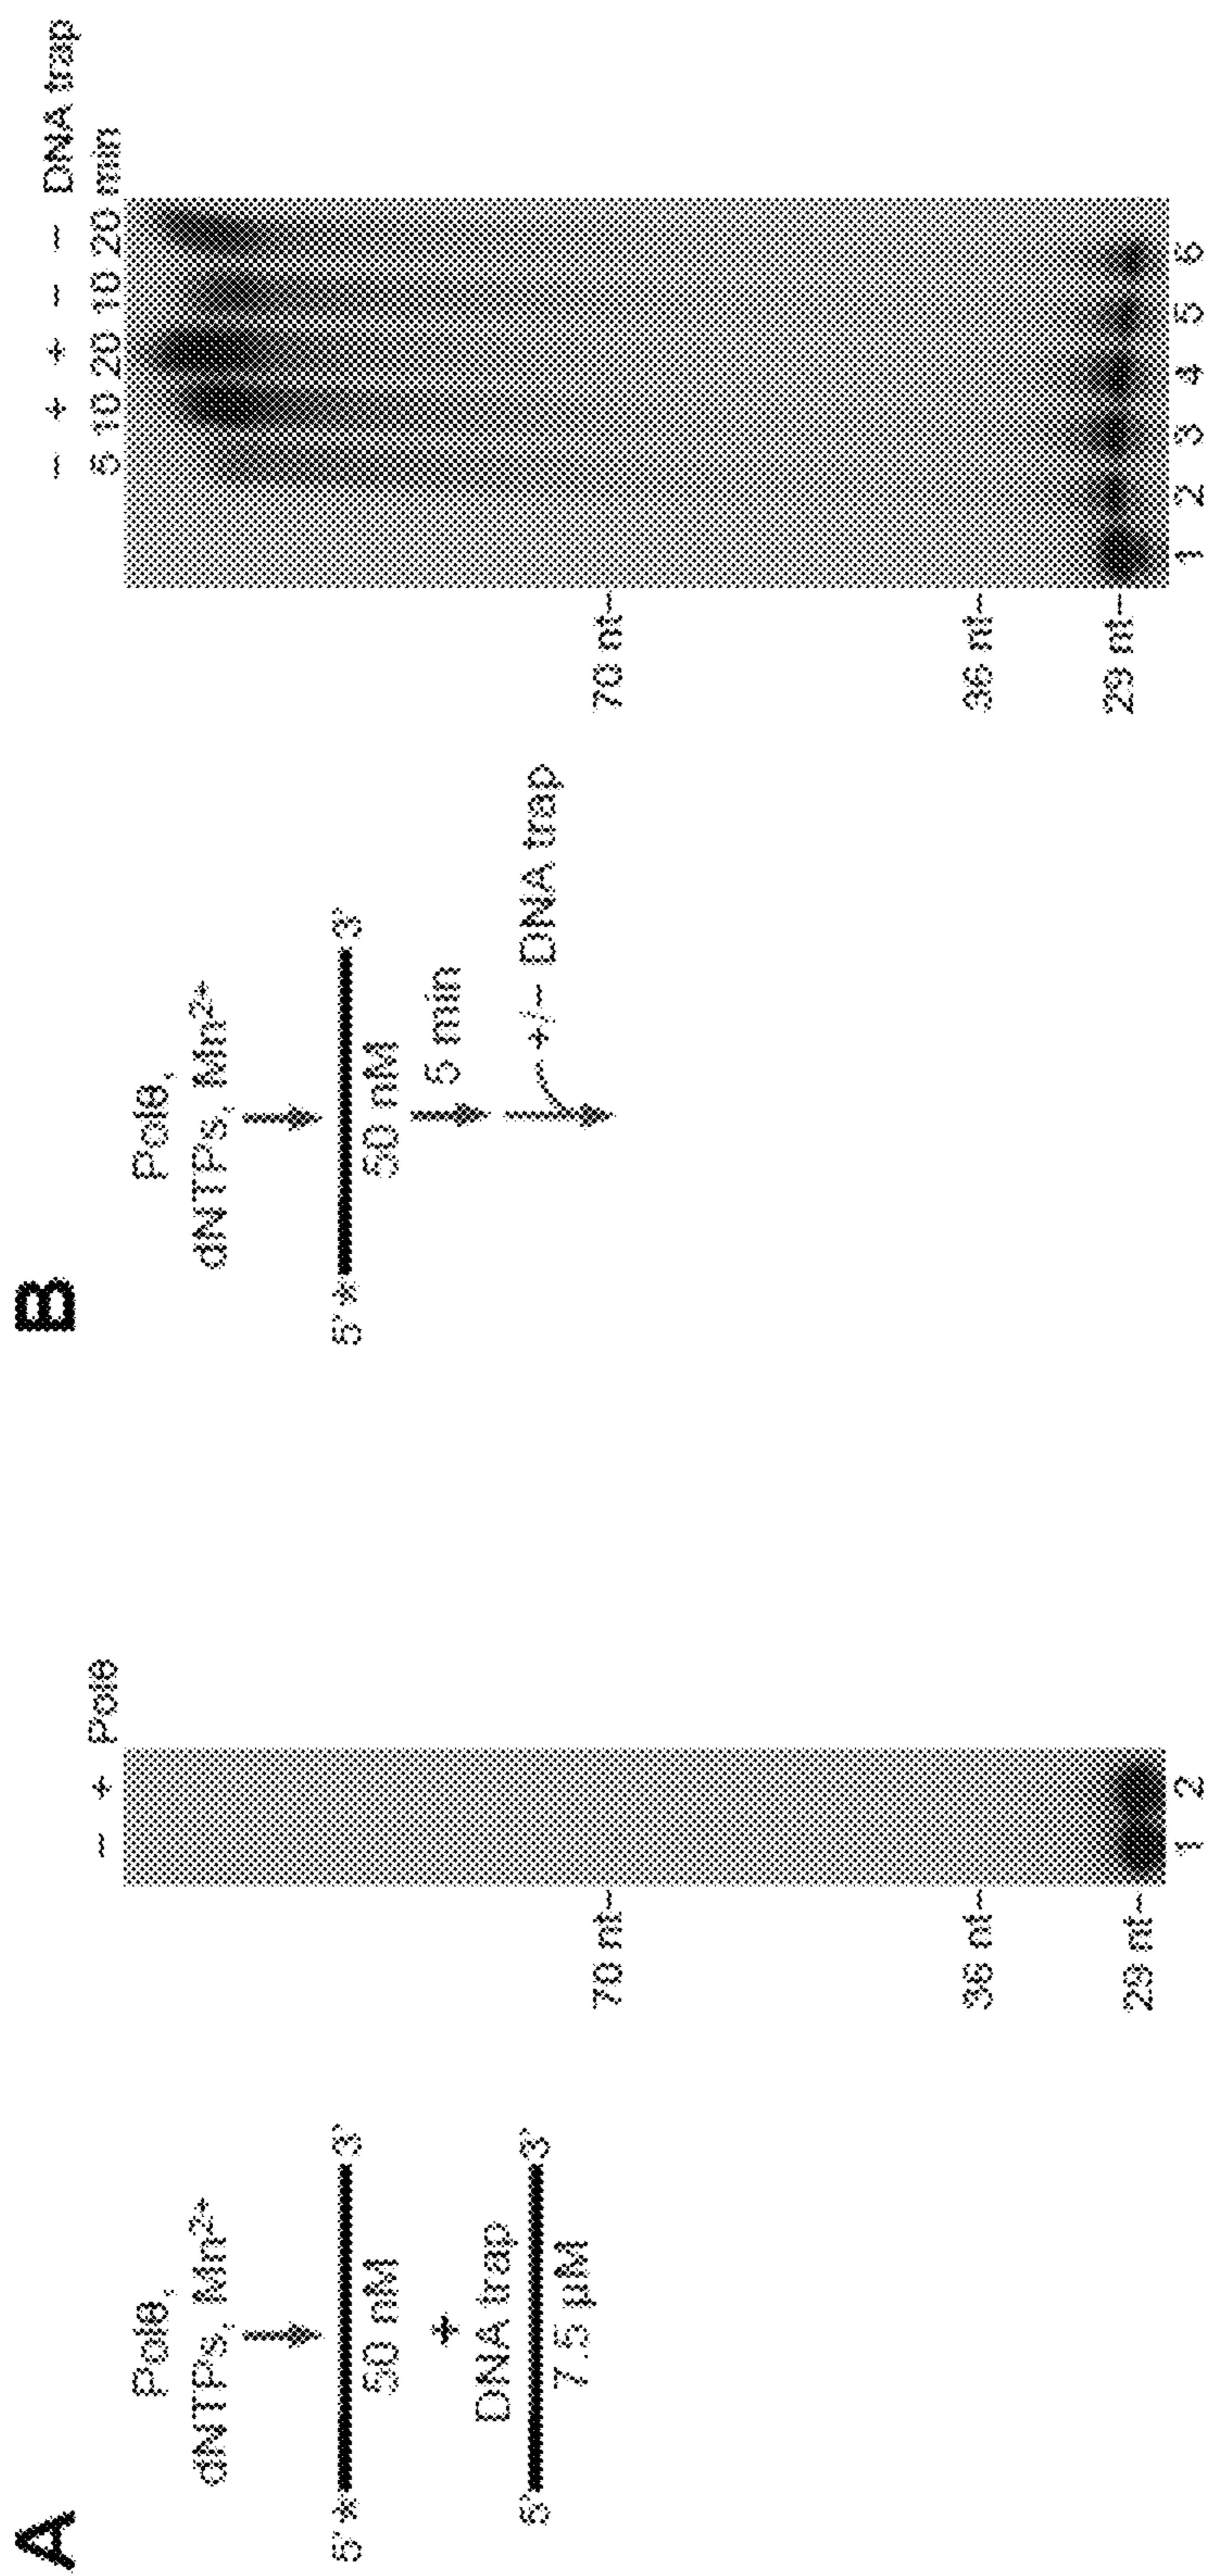 A
Polθ,
dNTPs, Mn2+
5' * 3'
50 nM
+
DNA trap
5' 3'
7.5 µM
- + Polθ
70 nt-
36 nt-
29 nt-
1 2
B
Polθ,
dNTPs, Mn2+
5' * 3'
50 nM
5 min
+/- DNA trap
- + + - - DNA trap
5 10 20 10 20 min
70 nt-
36 nt-
29 nt-
1 2 3 4 5 6